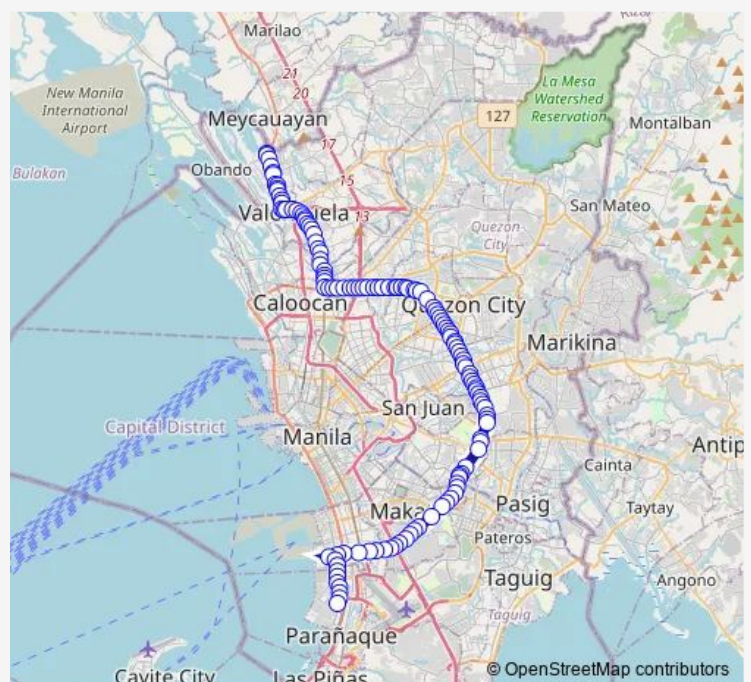 Marilao
21
20
New Manila
International
Airport
La Mesa
Watershed
Reservation
127
Meycauayan
Montalban
17
Obando
Bulakan
15
San Mateo
13
Quezon
City
Caloocan
Quezon City
Marikina
San Juan
Capital District
Manila
Antip
Cainta
Pasig
Maka
Taytay
Pateros
Taguig
Angono
Taguig
Parañaque
© OpenStreetMap contributors
Cavite City
Las Piñas